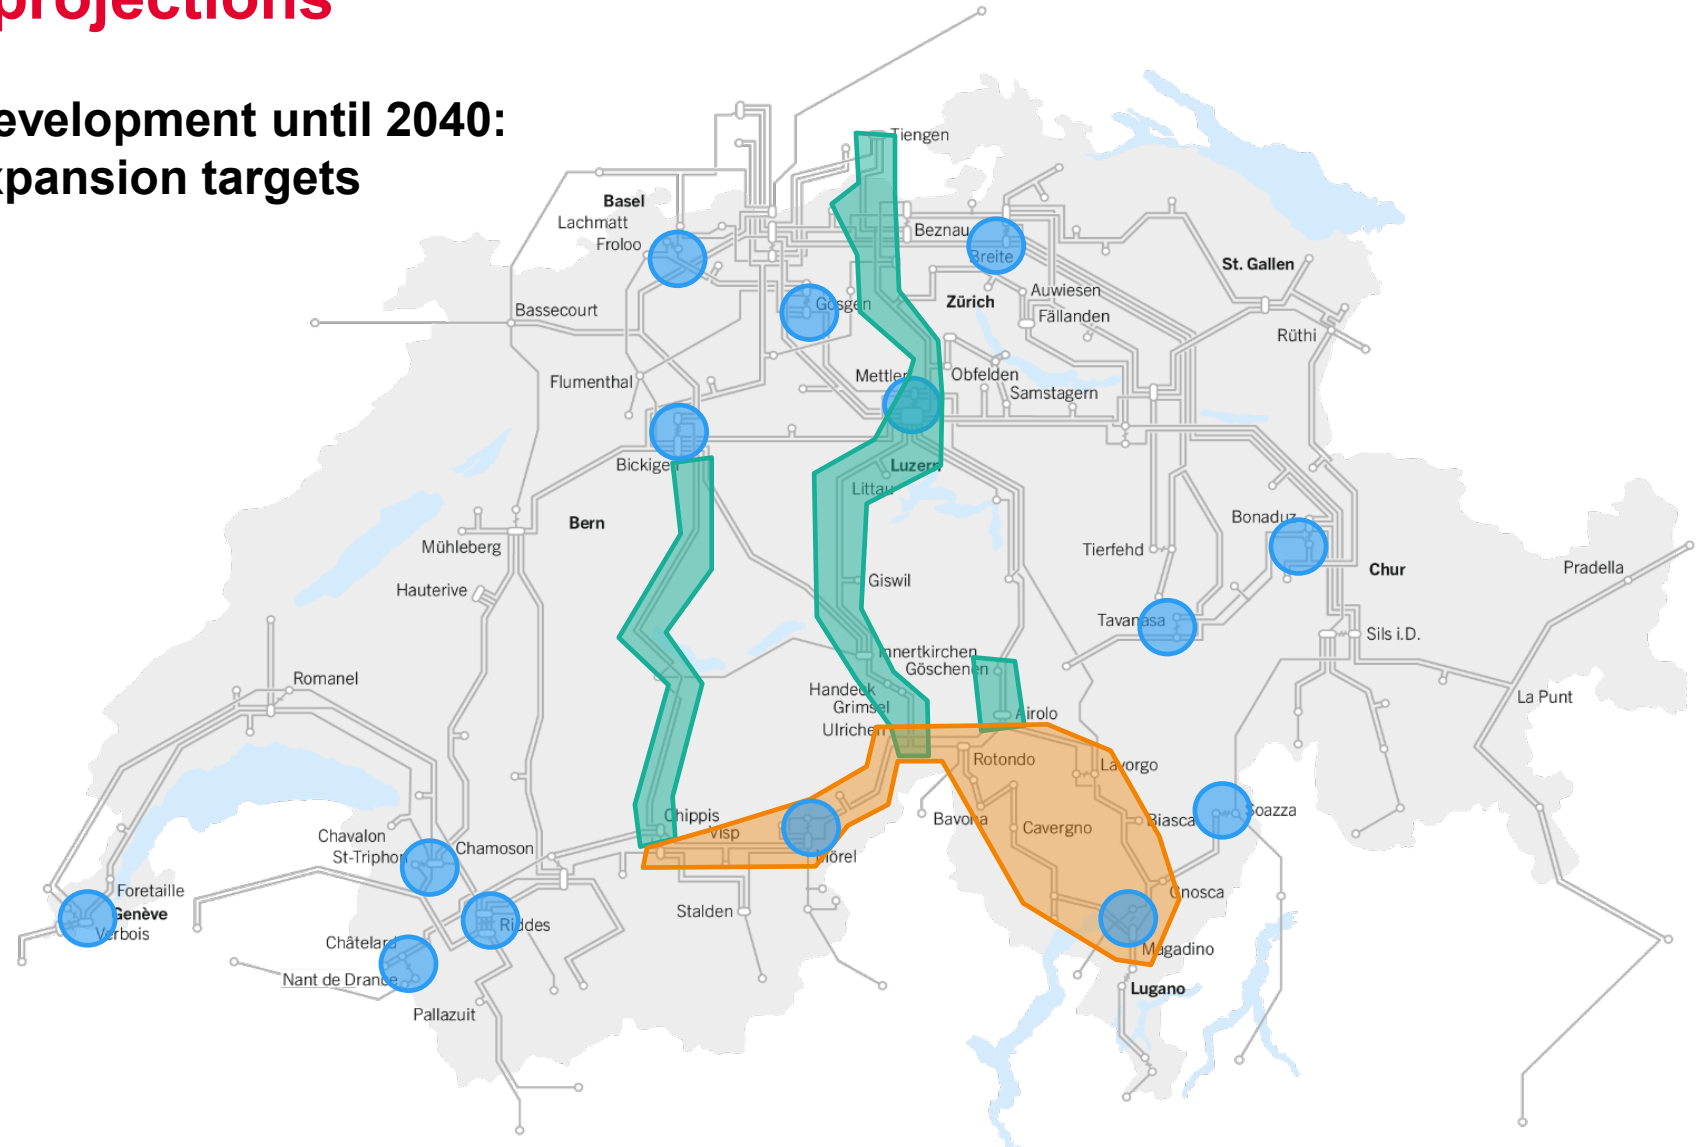 projections
evelopment until 2040:
xpansion targets
Tiengen
Basel
Lachmatt
Froloo
Beznau
Breite
St. Gallen
Bassecourt
Gösgen
Zürich
Auwiesen
Fällanden
Rüthi
Flumenthal
Mettlen
Obfelden
Samstagern
Bickigen
Luzern
Littau
Bern
Mühleberg
Bonaduz
Tierfehd
Chur
Pradella
Hauterive
Giswil
Tavanasa
Sils i.D.
Innertkirchen
Göschenen
Romanel
Handeck
Grimsel
La Punt
Airolo
Ulrichen
Rotondo
Lavorgo
Chippis
Visp
Bavona
Cavergno
Biasca
Soazza
Chavalon
St-Triphon
Chamoson
Mörel
Foretaille
Genève
Verbois
Gnosca
Stalden
Riddes
Châtelard
Magadino
Nant de Drance
Lugano
Pallazuit